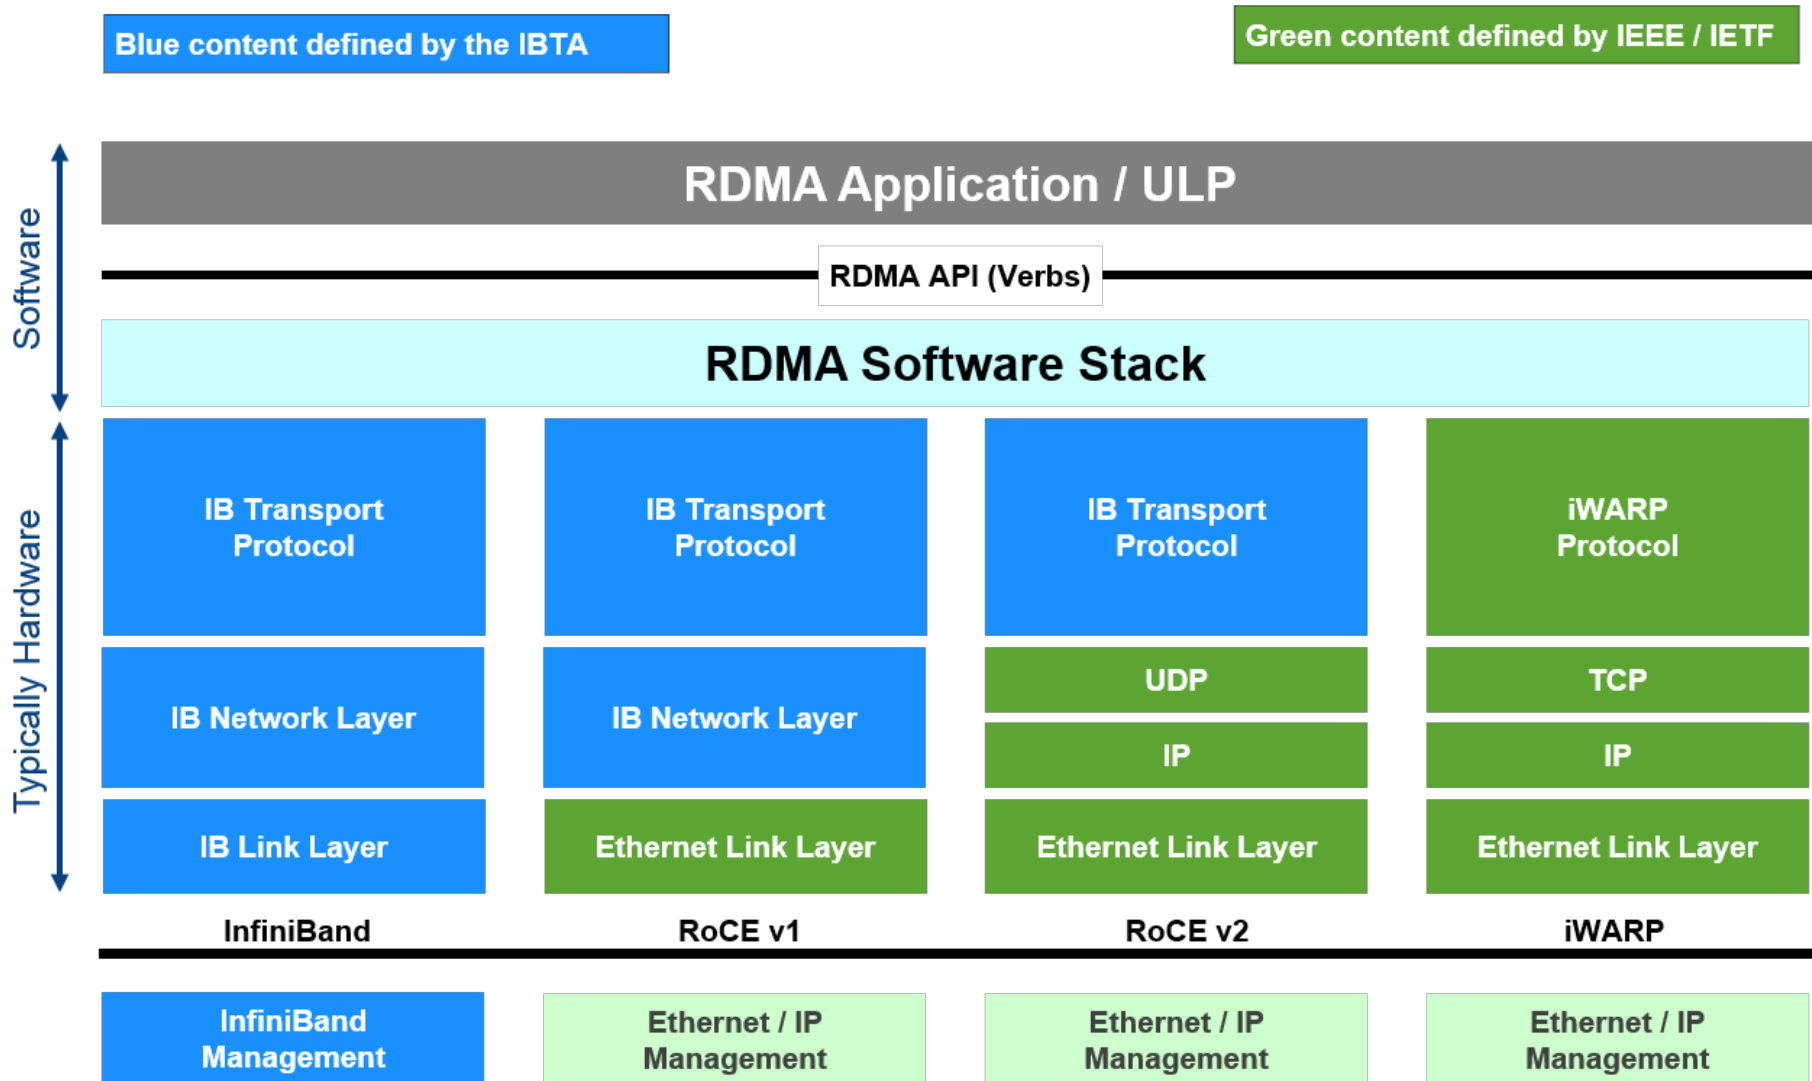 Blue content defined by the IBTA
Green content defined by IEEE / IETF
Software
RDMA Application / ULP
RDMA API (Verbs)
RDMA Software Stack
Typically Hardware
IB Transport
Protocol
IB Transport
Protocol
IB Transport
Protocol
iWARP
Protocol
IB Network Layer
IB Network Layer
UDP
IP
TCP
IP
IB Link Layer
Ethernet Link Layer
Ethernet Link Layer
Ethernet Link Layer
InfiniBand
RoCE v1
RoCE v2
iWARP
InfiniBand
Management
Ethernet / IP
Management
Ethernet / IP
Management
Ethernet / IP
Management